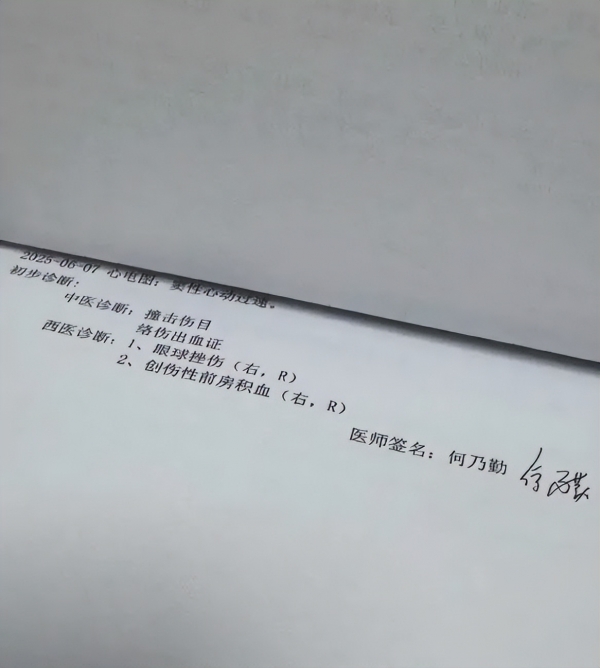 2025-06-07 心电图：窦性心动过速。
初步诊断：
中医诊断：撞击伤目
络伤出血证
西医诊断：1、眼球挫伤（右，R）
2、创伤性前房积血（右，R）
医师签名：何乃勤